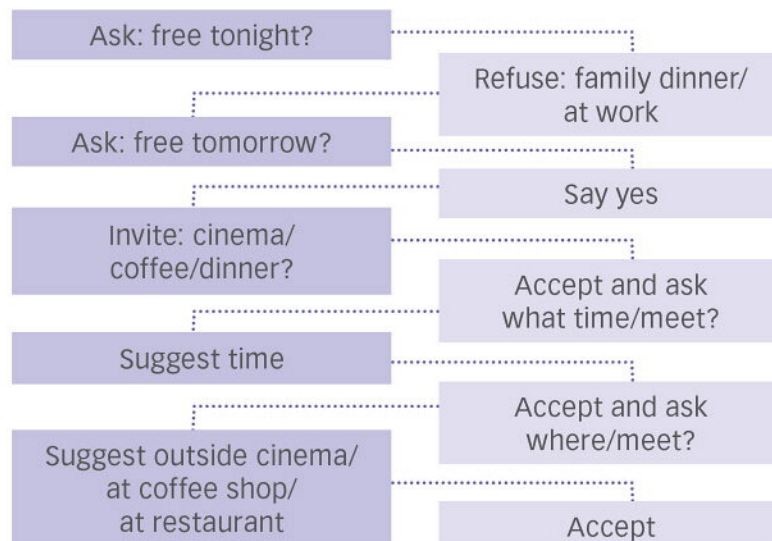 Ask: free tonight?
Refuse: family dinner/
at work
Ask: free tomorrow?
Say yes
Invite: cinema/
coffee/dinner?
Accept and ask
what time/meet?
Suggest time
Accept and ask
where/meet?
Suggest outside cinema/
at coffee shop/
at restaurant
Accept